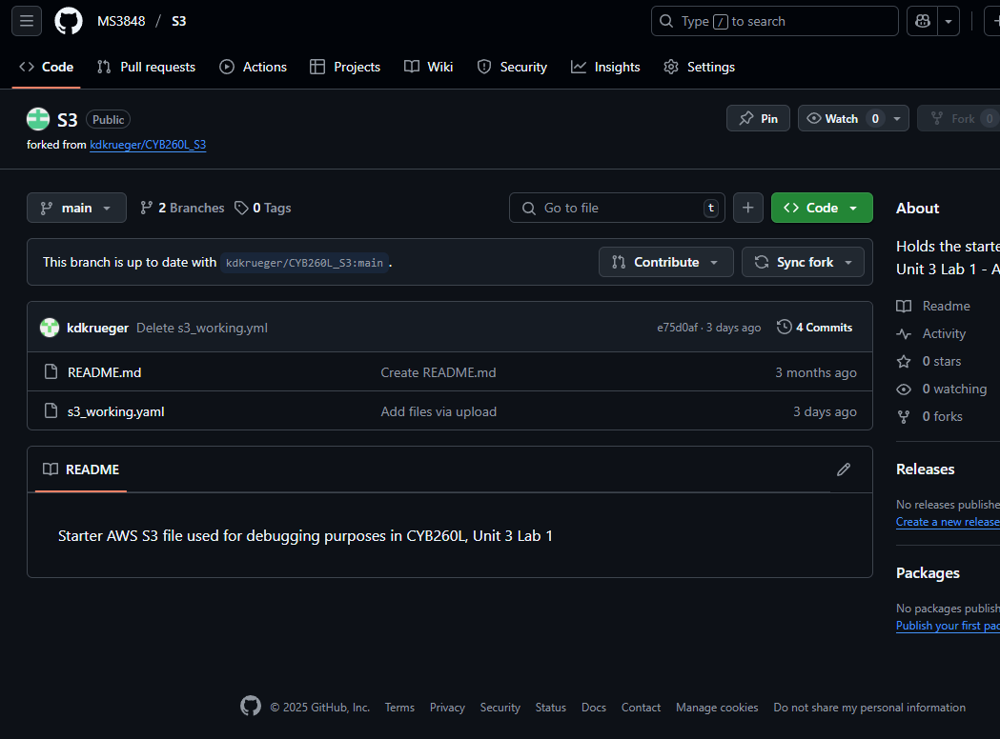 MS3848 / S3
Type / to search
Code Pull requests Actions Projects Wiki Security Insights Settings
S3 Public
Pin Watch 0 Fork 0
forked from kdkrueger/CYB260L_S3
main 2 Branches 0 Tags
Go to file t
Code
This branch is up to date with kdkrueger/CYB260L_S3:main .
Contribute Sync fork
kdkrueger Delete s3_working.yml e75d0af · 3 days ago 4 Commits
README.md Create README.md 3 months ago
s3_working.yaml Add files via upload 3 days ago
README
Starter AWS S3 file used for debugging purposes in CYB260L, Unit 3 Lab 1
About
Holds the starte
Unit 3 Lab 1 - A
Readme
Activity
0 stars
0 watching
0 forks
Releases
No releases publishe
Create a new release
Packages
No packages publish
Publish your first pac
© 2025 GitHub, Inc. Terms Privacy Security Status Docs Contact Manage cookies Do not share my personal information